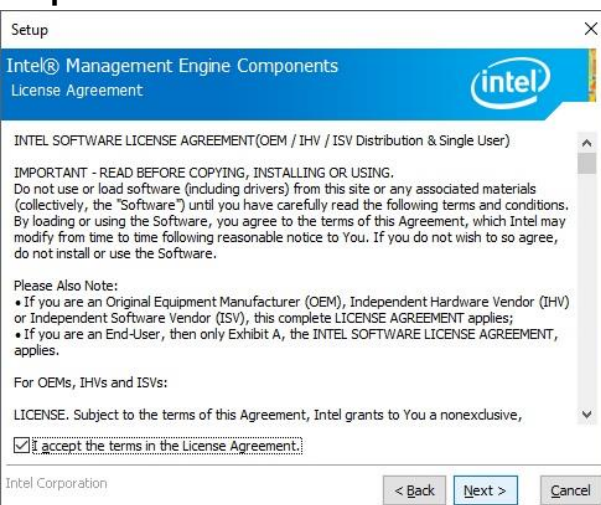 Setup
Intel® Management Engine Components
License Agreement
intel
INTEL SOFTWARE LICENSE AGREEMENT(OEM / IHV / ISV Distribution & Single User)
IMPORTANT - READ BEFORE COPYING, INSTALLING OR USING.
Do not use or load software (including drivers) from this site or any associated materials
(collectively, the "Software") until you have carefully read the following terms and conditions.
By loading or using the Software, you agree to the terms of this Agreement, which Intel may
modify from time to time following reasonable notice to You. If you do not wish to so agree,
do not install or use the Software.
Please Also Note:
• If you are an Original Equipment Manufacturer (OEM), Independent Hardware Vendor (IHV)
or Independent Software Vendor (ISV), this complete LICENSE AGREEMENT applies;
• If you are an End-User, then only Exhibit A, the INTEL SOFTWARE LICENSE AGREEMENT,
applies.
For OEMs, IHVs and ISVs:
LICENSE. Subject to the terms of this Agreement, Intel grants to You a nonexclusive,
I accept the terms in the License Agreement.
Intel Corporation
< Back Next > Cancel